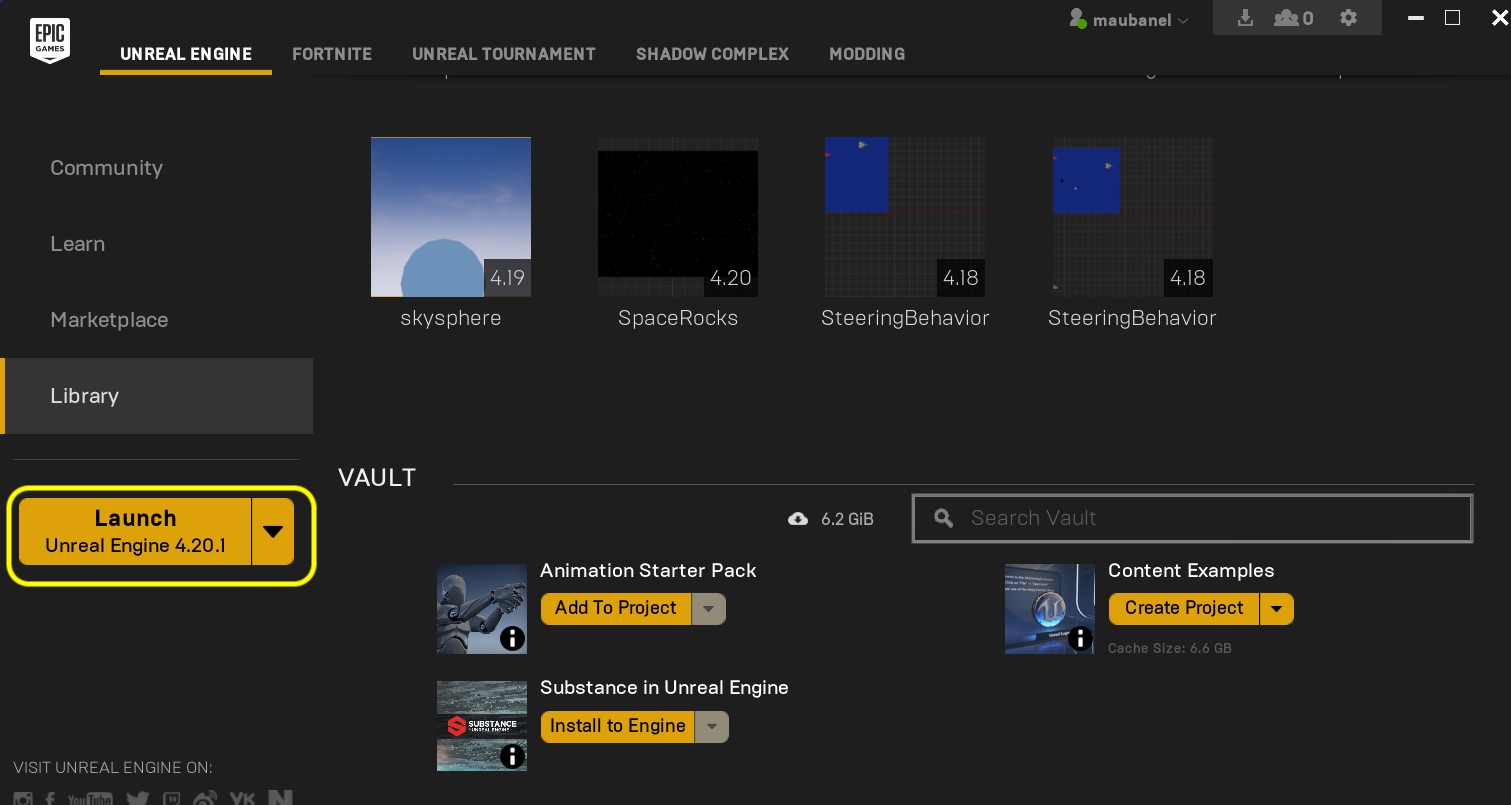 EPIC
GAMES
maubanel
0
UNREAL ENGINE
FORTNITE
UNREAL TOURNAMENT
SHADOW COMPLEX
MODDING
Community
Learn
Marketplace
Library
Launch
Unreal Engine 4.20.1
4.19
4.20
4.18
4.18
skysphere
SpaceRocks
SteeringBehavior
SteeringBehavior
VAULT
6.2 GiB
Search Vault
Animation Starter Pack
Add To Project
Content Examples
Create Project
Cache Size: 6.6 GB
Substance in Unreal Engine
Install to Engine
SUBSTANCE
VISIT UNREAL ENGINE ON:
YouTube